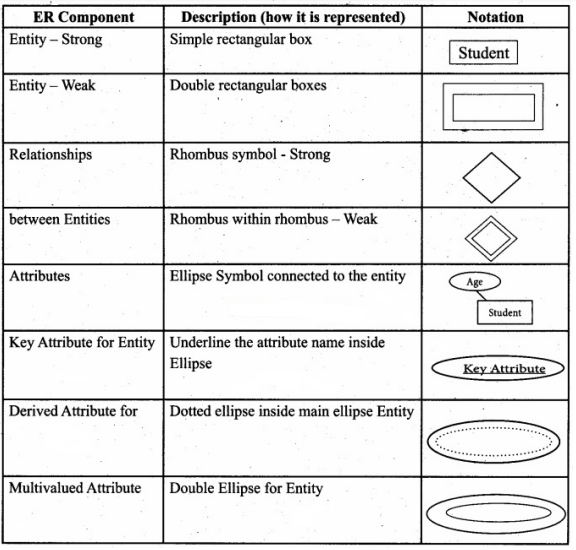 ER Component Description (how it is represented) Notation
Entity – Strong Simple rectangular box Student
Entity – Weak Double rectangular boxes
Relationships Rhombus symbol - Strong
between Entities Rhombus within rhombus – Weak
Attributes Ellipse Symbol connected to the entity Age
Student
Key Attribute for Entity Underline the attribute name inside
Ellipse Key Attribute
Derived Attribute for Dotted ellipse inside main ellipse Entity
Multivalued Attribute Double Ellipse for Entity